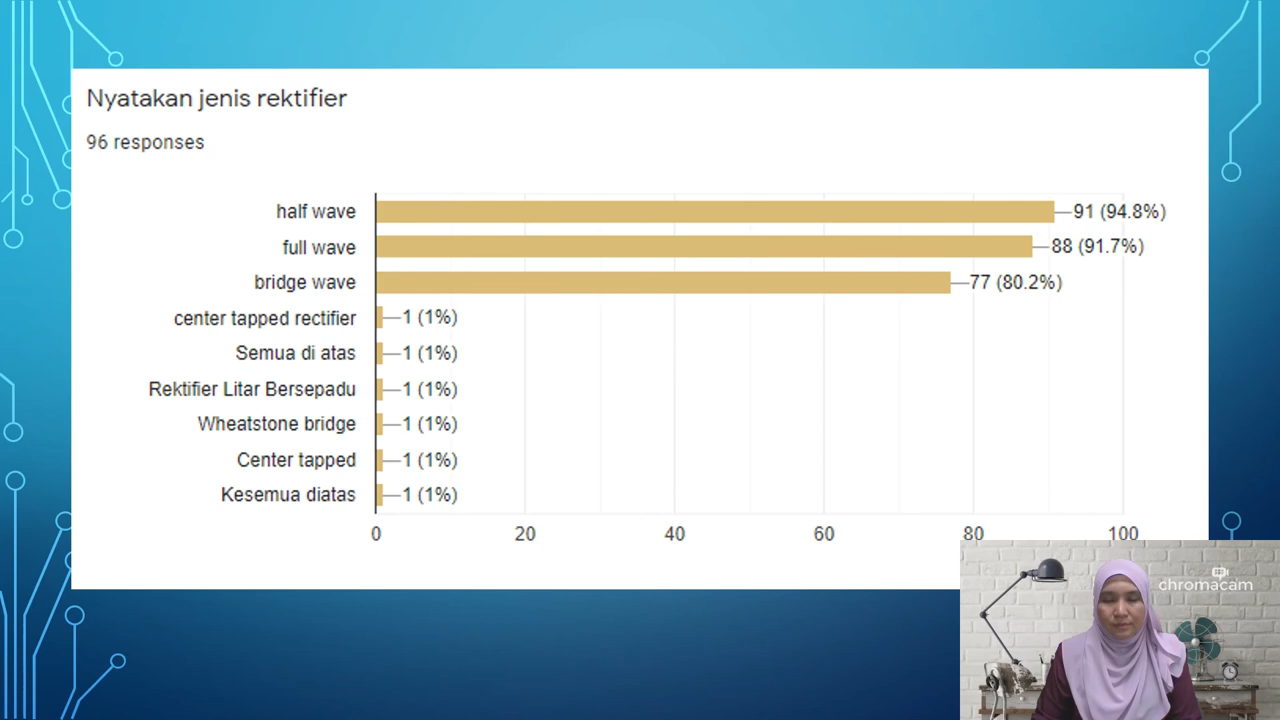 Nyatakan jenis rektifier
96 responses
half wave 91 (94.8%)
full wave 88 (91.7%)
bridge wave 77 (80.2%)
center tapped rectifier 1 (1%)
Semua di atas 1 (1%)
Rektifier Litar Bersepadu 1 (1%)
Wheatstone bridge 1 (1%)
Center tapped 1 (1%)
Kesemua diatas 1 (1%)
0 20 40 60 80 100
chromacam